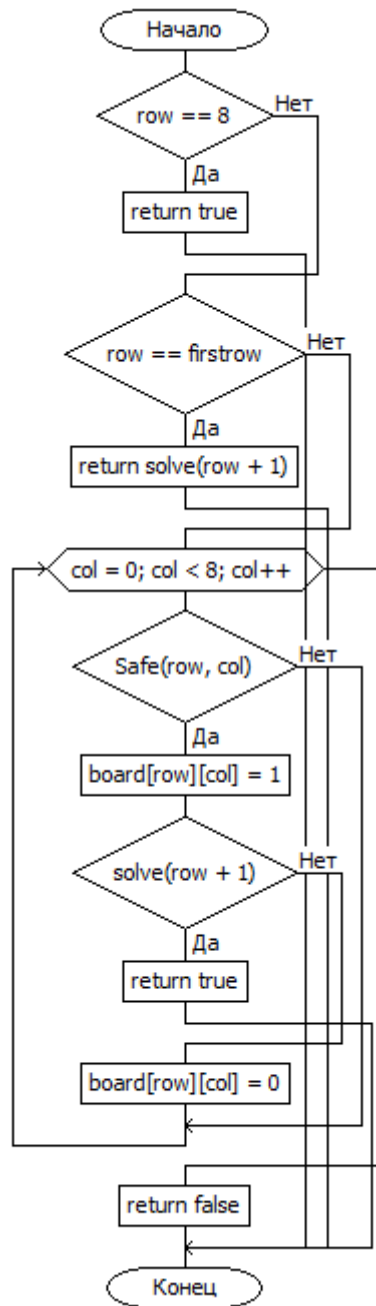 Начало
Нет
row == 8
Да
return true
Нет
row == firstrow
Да
return solve(row + 1)
col = 0; col < 8; col++
Нет
Safe(row, col)
Да
board[row][col] = 1
Нет
solve(row + 1)
Да
return true
board[row][col] = 0
return false
Конец